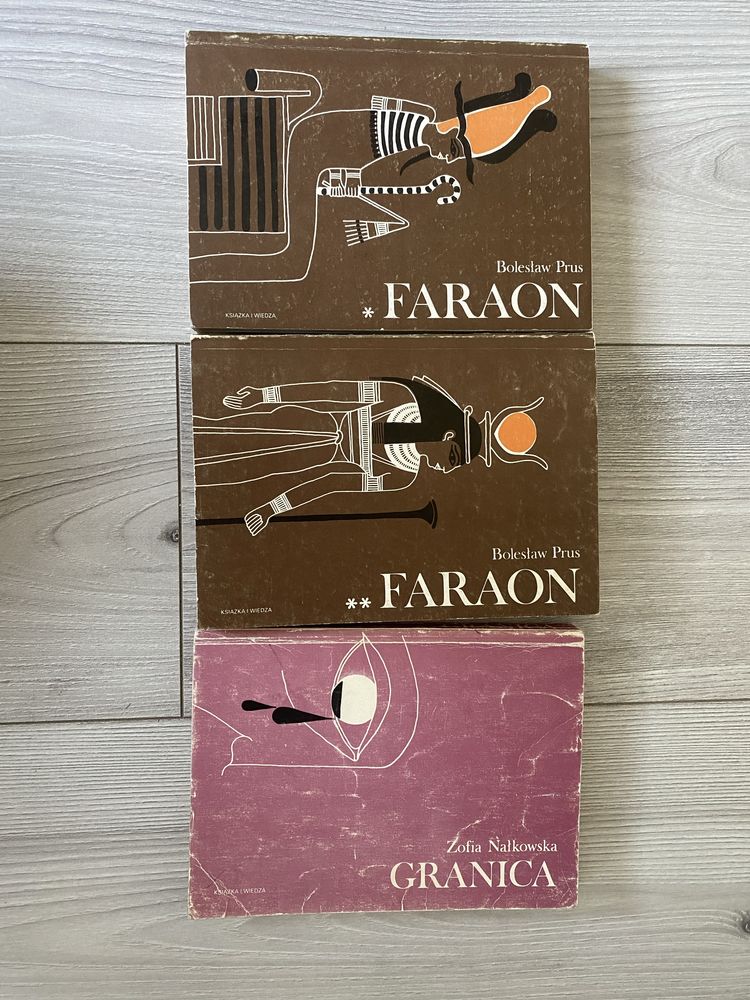 Bolesław Prus
* FARAON
KSIĄŻKA I WIEDZA
Bolesław Prus
** FARAON
KSIĄŻKA I WIEDZA
Zofia Nałkowska
GRANICA
KSIĄŻKA I WIEDZA